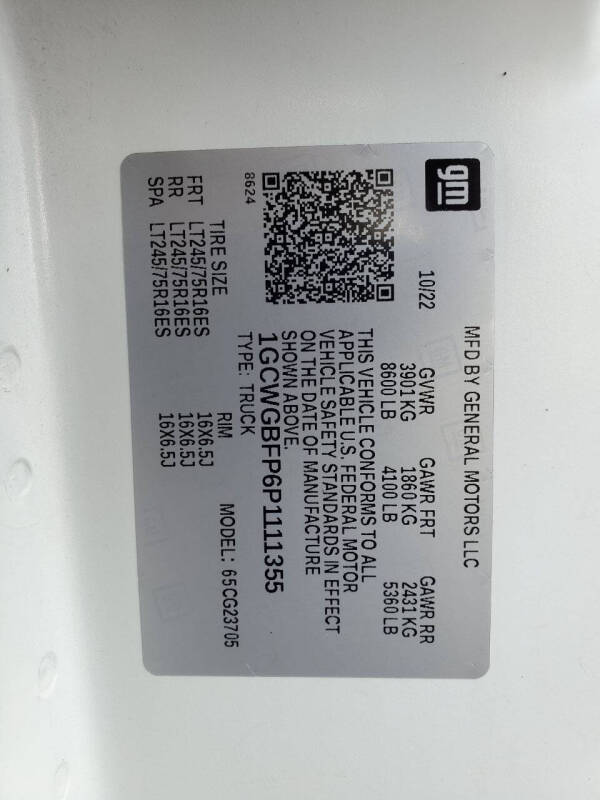 gm
MFD BY GENERAL MOTORS LLC
10/22
GVWR GAWR FRT GAWR RR
3901 KG 1860 KG 2431 KG
8600 LB 4100 LB 5360 LB
THIS VEHICLE CONFORMS TO ALL
APPLICABLE U.S. FEDERAL MOTOR
VEHICLE SAFETY STANDARDS IN EFFECT
ON THE DATE OF MANUFACTURE
SHOWN ABOVE.
1GCWGBFP6P1111355
TYPE: TRUCK
8624
MODEL: 65CG23705
TIRE SIZE RIM
FRT LT245/75R16ES 16X6.5J
RR LT245/75R16ES 16X6.5J
SPA LT245/75R16ES 16X6.5J